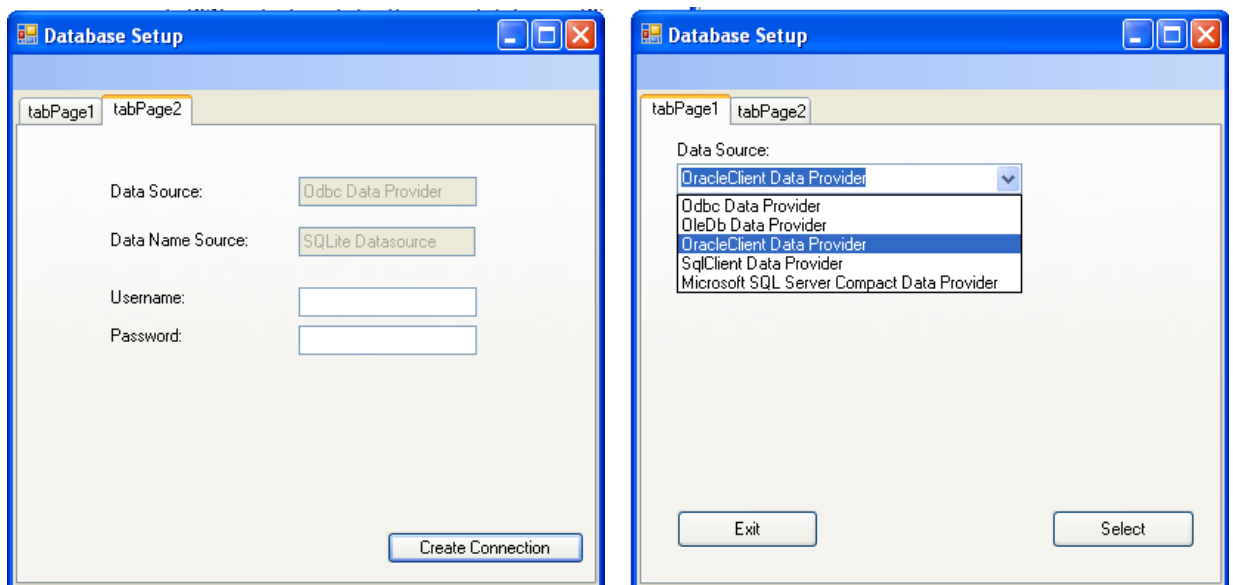 Database Setup
tabPage1 tabPage2
Data Source: Odbc Data Provider
Data Name Source: SQLite Datasource
Username:
Password:
Create Connection
Database Setup
tabPage1 tabPage2
Data Source:
OracleClient Data Provider
Odbc Data Provider
OleDb Data Provider
OracleClient Data Provider
SqlClient Data Provider
Microsoft SQL Server Compact Data Provider
Exit Select